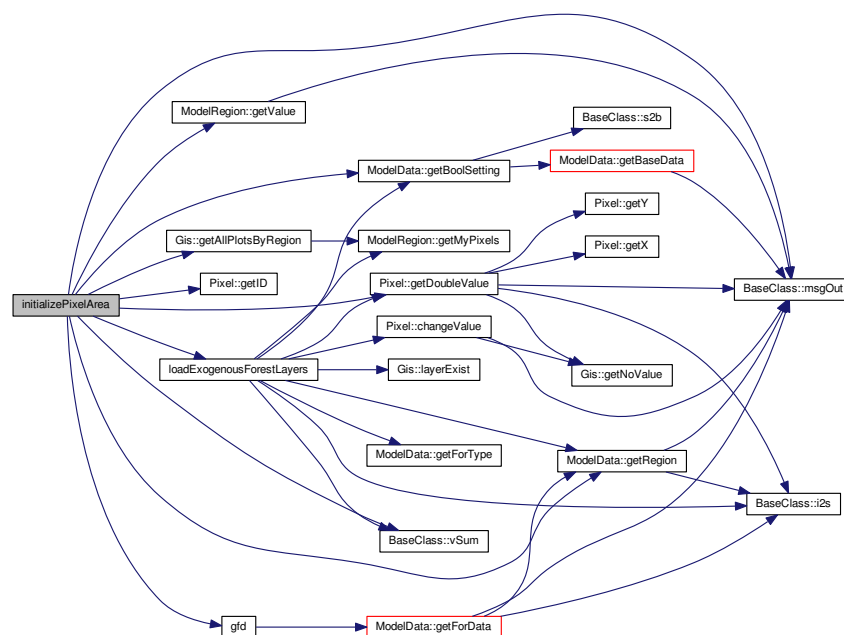 ModelRegion::getValue
BaseClass::s2b
ModelData::getBoolSetting
ModelData::getBaseData
Pixel::getY
Gis::getAllPlotsByRegion
ModelRegion::getMyPixels
Pixel::getX
Pixel::getID
Pixel::getDoubleValue
BaseClass::msgOut
initializePixelArea
Pixel::changeValue
loadExogenousForestLayers
Gis::layerExist
Gis::getNoValue
ModelData::getForType
ModelData::getRegion
BaseClass::i2s
BaseClass::vSum
gfd
ModelData::getForData